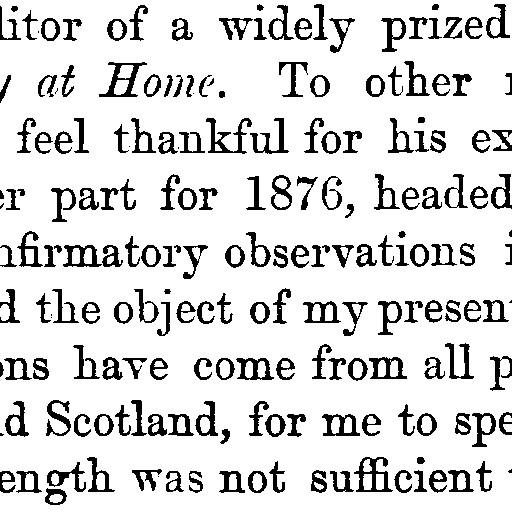 litor of a widely prized
y at Home. To other
feel thankful for his ex
er part for 1876, headed
nfirmatory observations i
d the object of my present
ons have come from all p
nd Scotland, for me to spe
ength was not sufficient